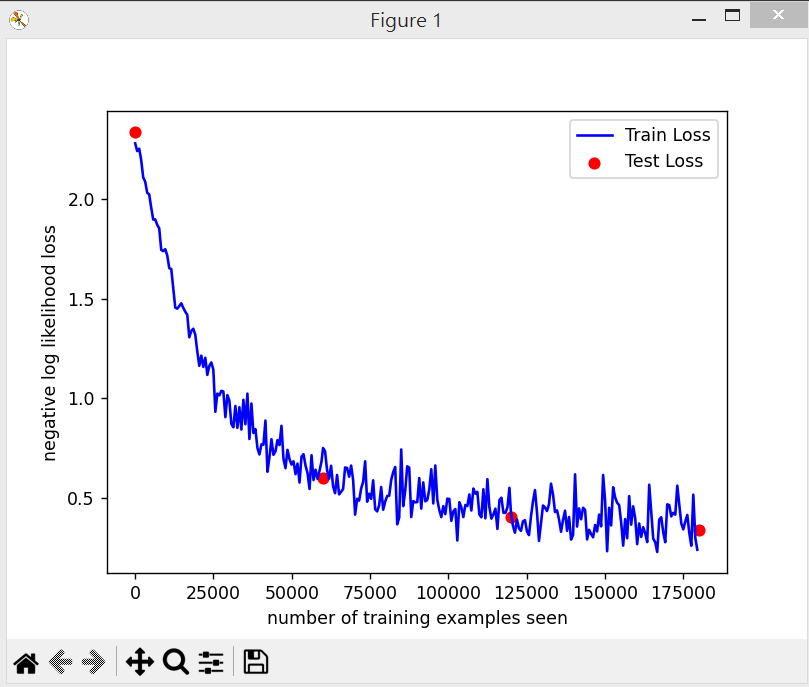 Figure 1
Train Loss
Test Loss
2.0
1.5
1.0
0.5
negative log likelihood loss
0 25000 50000 75000 100000 125000 150000 175000
number of training examples seen